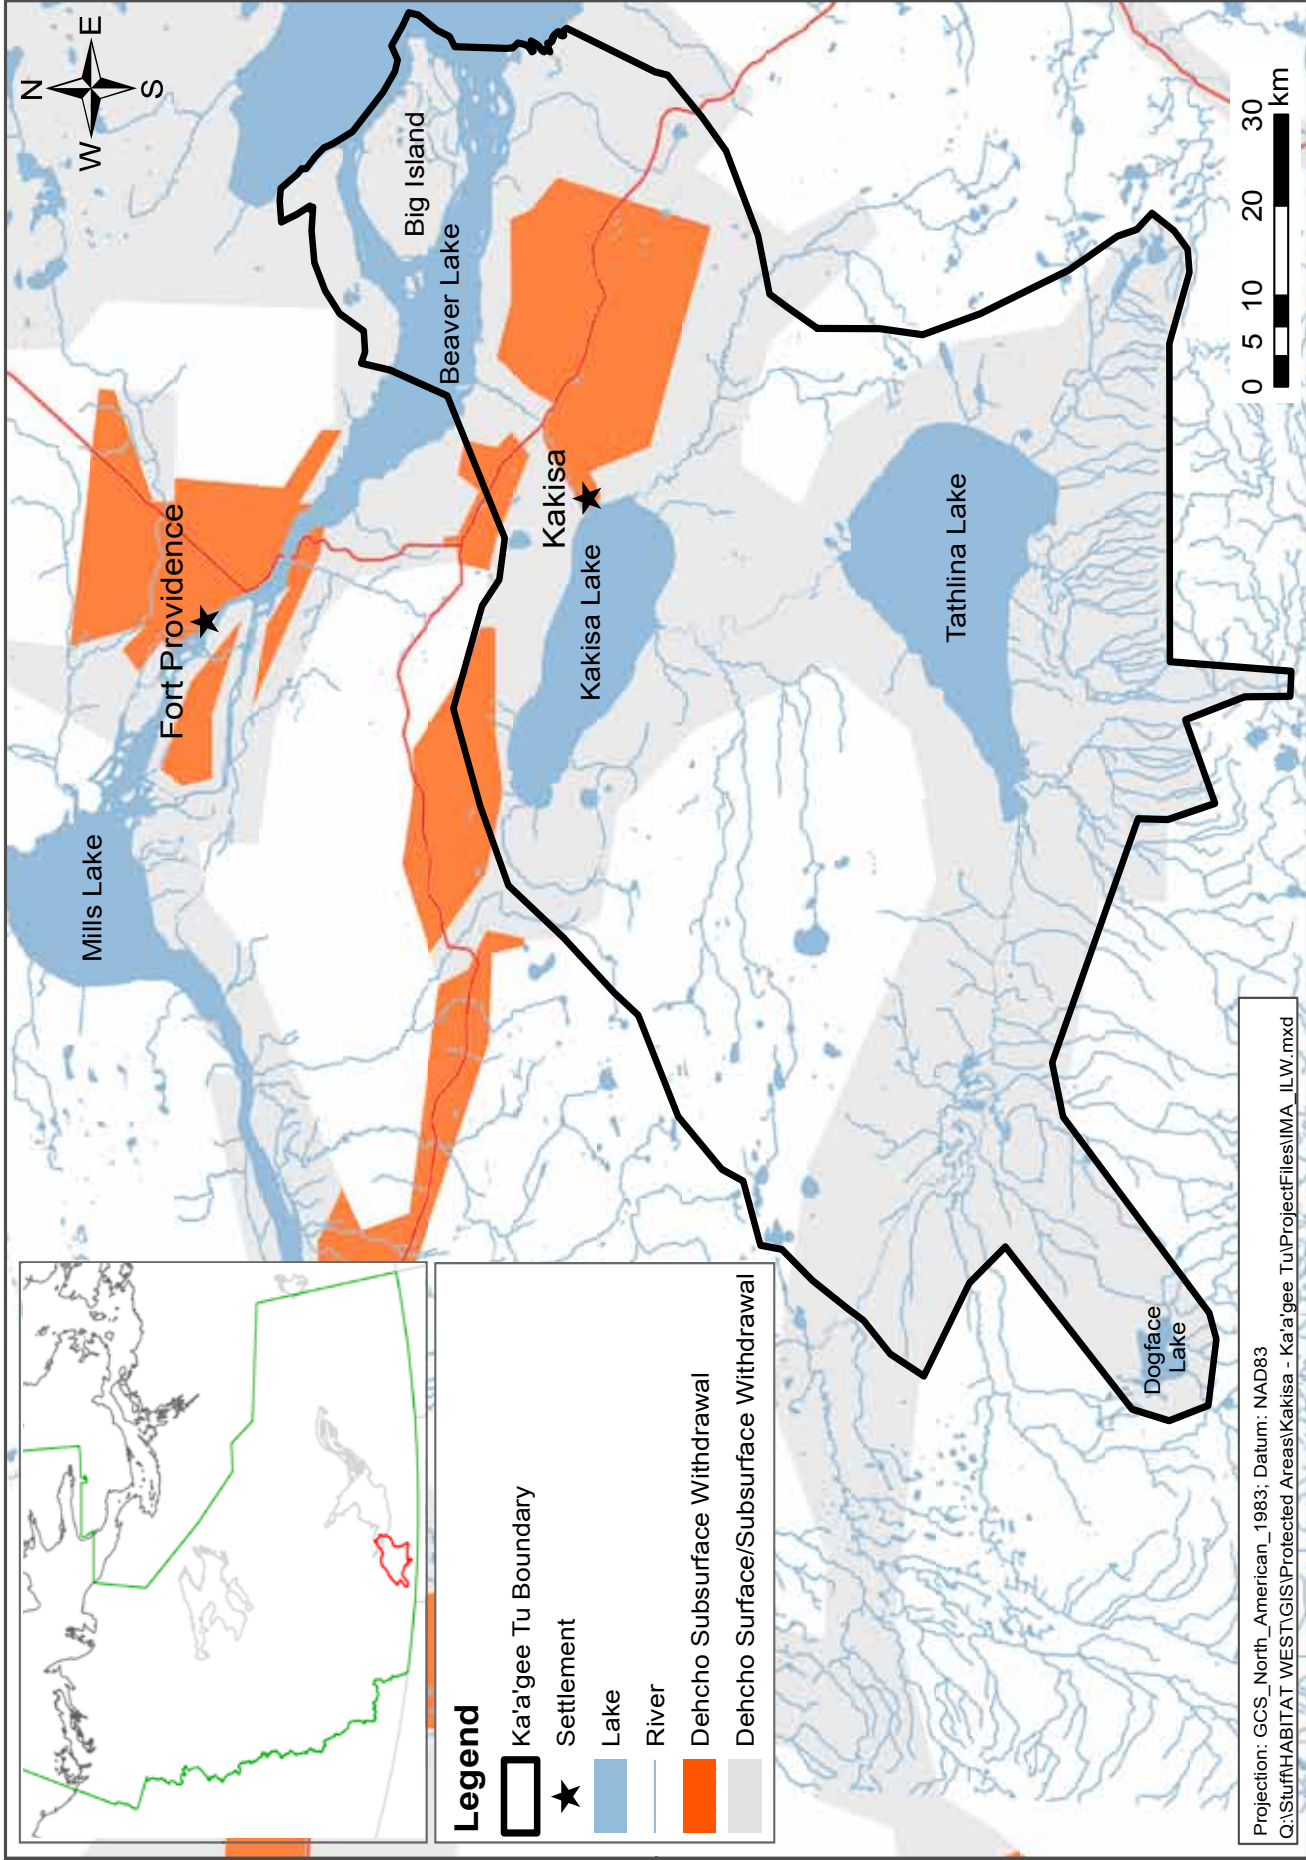 N
W
E
S
Mills Lake
Fort Providence
Big Island
Beaver Lake
Kakisa
Kakisa Lake
Tathlina Lake
Dogface
Lake
Legend
Ka'a'gee Tu Boundary
Settlement
Lake
River
Dehcho Subsurface Withdrawal
Dehcho Surface/Subsurface Withdrawal
0 5 10 20 30
km
Projection: GCS_North_American_1983; Datum: NAD83
Q:\Stuff\HABITAT WEST\GIS\Protected Areas\Kakisa - Ka'a'gee Tu\ProjectFiles\IMA_ILW.mxd